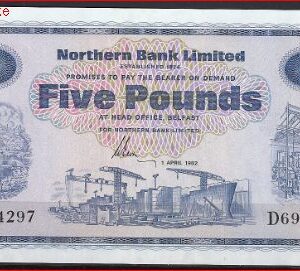 Northern Bank Limited
ESTABLISHED 1824
PROMISES TO PAY THE BEARER ON DEMAND
Five Pounds
AT HEAD OFFICE, BELFAST
FOR NORTHERN BANK LIMITED
1 APRIL 1982
4297 D69